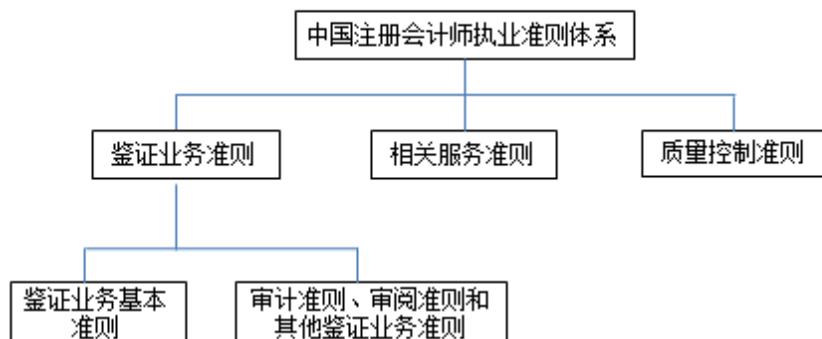 中国注册会计师执业准则体系
鉴证业务准则
相关服务准则
质量控制准则
鉴证业务基本
准则
审计准则、审阅准则和
其他鉴证业务准则